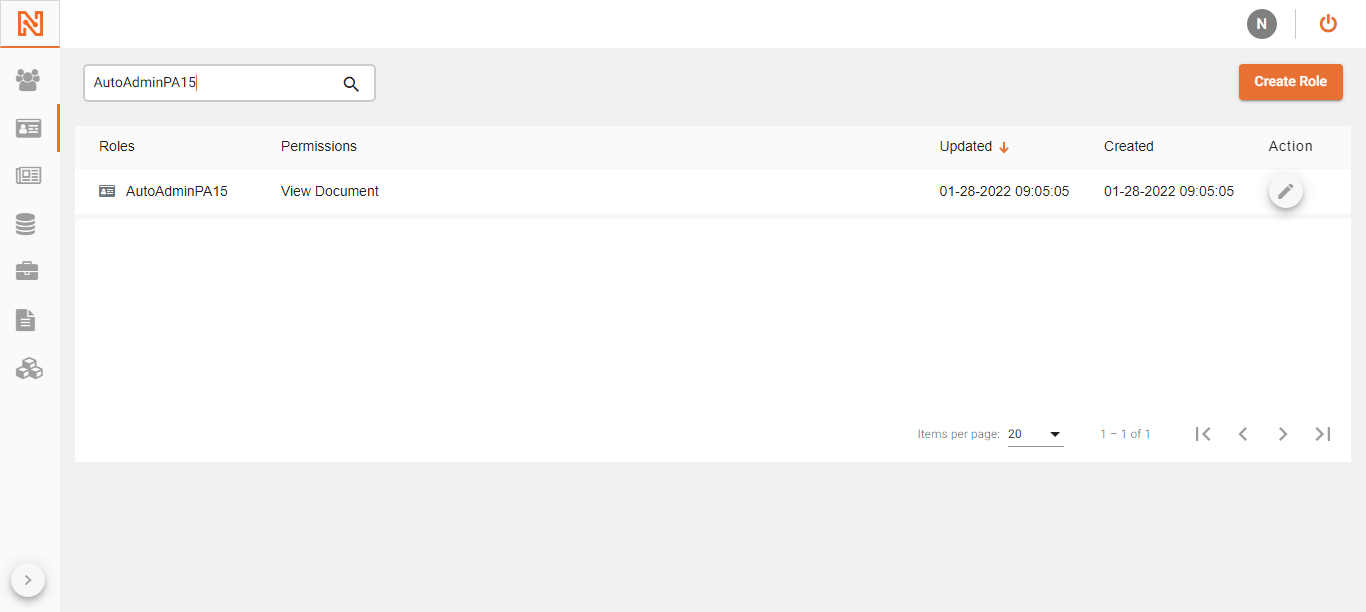 N
AutoAdminPA15
Create Role
Roles Permissions Updated Created Action
AutoAdminPA15 View Document 01-28-2022 09:05:05 01-28-2022 09:05:05
Items per page: 20 1 – 1 of 1